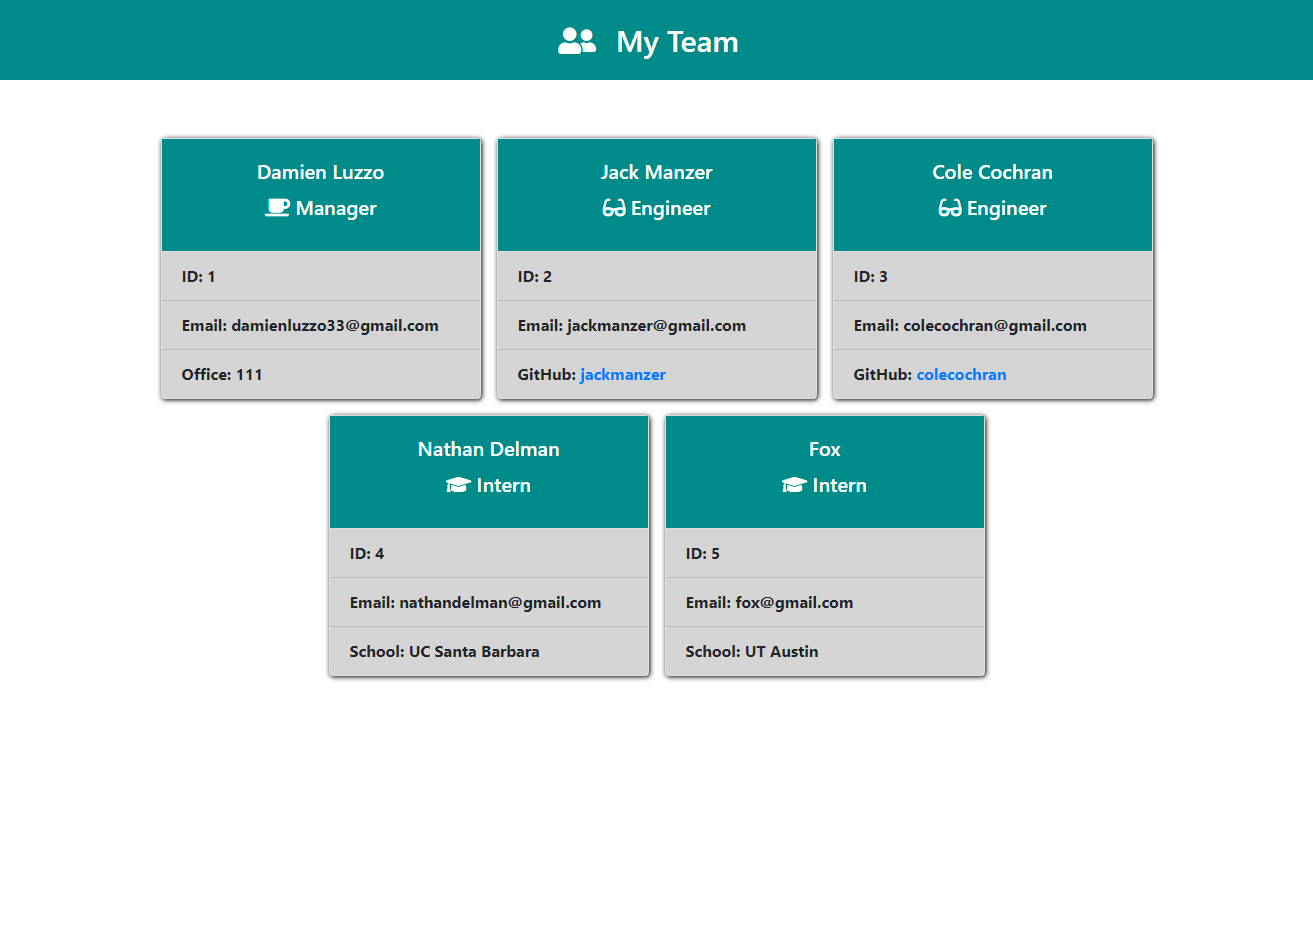 My Team
Damien Luzzo
Manager
ID: 1
Email: damienluzzo33@gmail.com
Office: 111
Jack Manzer
Engineer
ID: 2
Email: jackmanzer@gmail.com
GitHub: jackmanzer
Cole Cochran
Engineer
ID: 3
Email: colecochran@gmail.com
GitHub: colecochran
Nathan Delman
Intern
ID: 4
Email: nathandelman@gmail.com
School: UC Santa Barbara
Fox
Intern
ID: 5
Email: fox@gmail.com
School: UT Austin